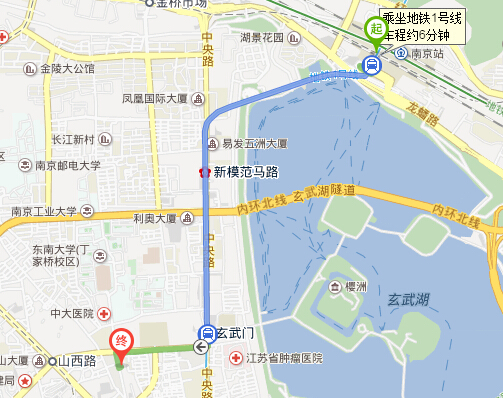 金桥市场
中央路
乘坐地铁1号线
车程约6分钟
起
湖景花园
南京站
金陵大公馆
凤凰国际大厦
龙蟠路
长江新村
易发五洲大厦
南京邮电大学
新模范马路
南京工业大学
利奥大厦
内环北线
玄武湖隧道
内环北线
东南大学(丁
家桥校区)
中央路
樱洲
玄武湖
中大医院
终
玄武门
山西路
江苏省肿瘤医院
中央路